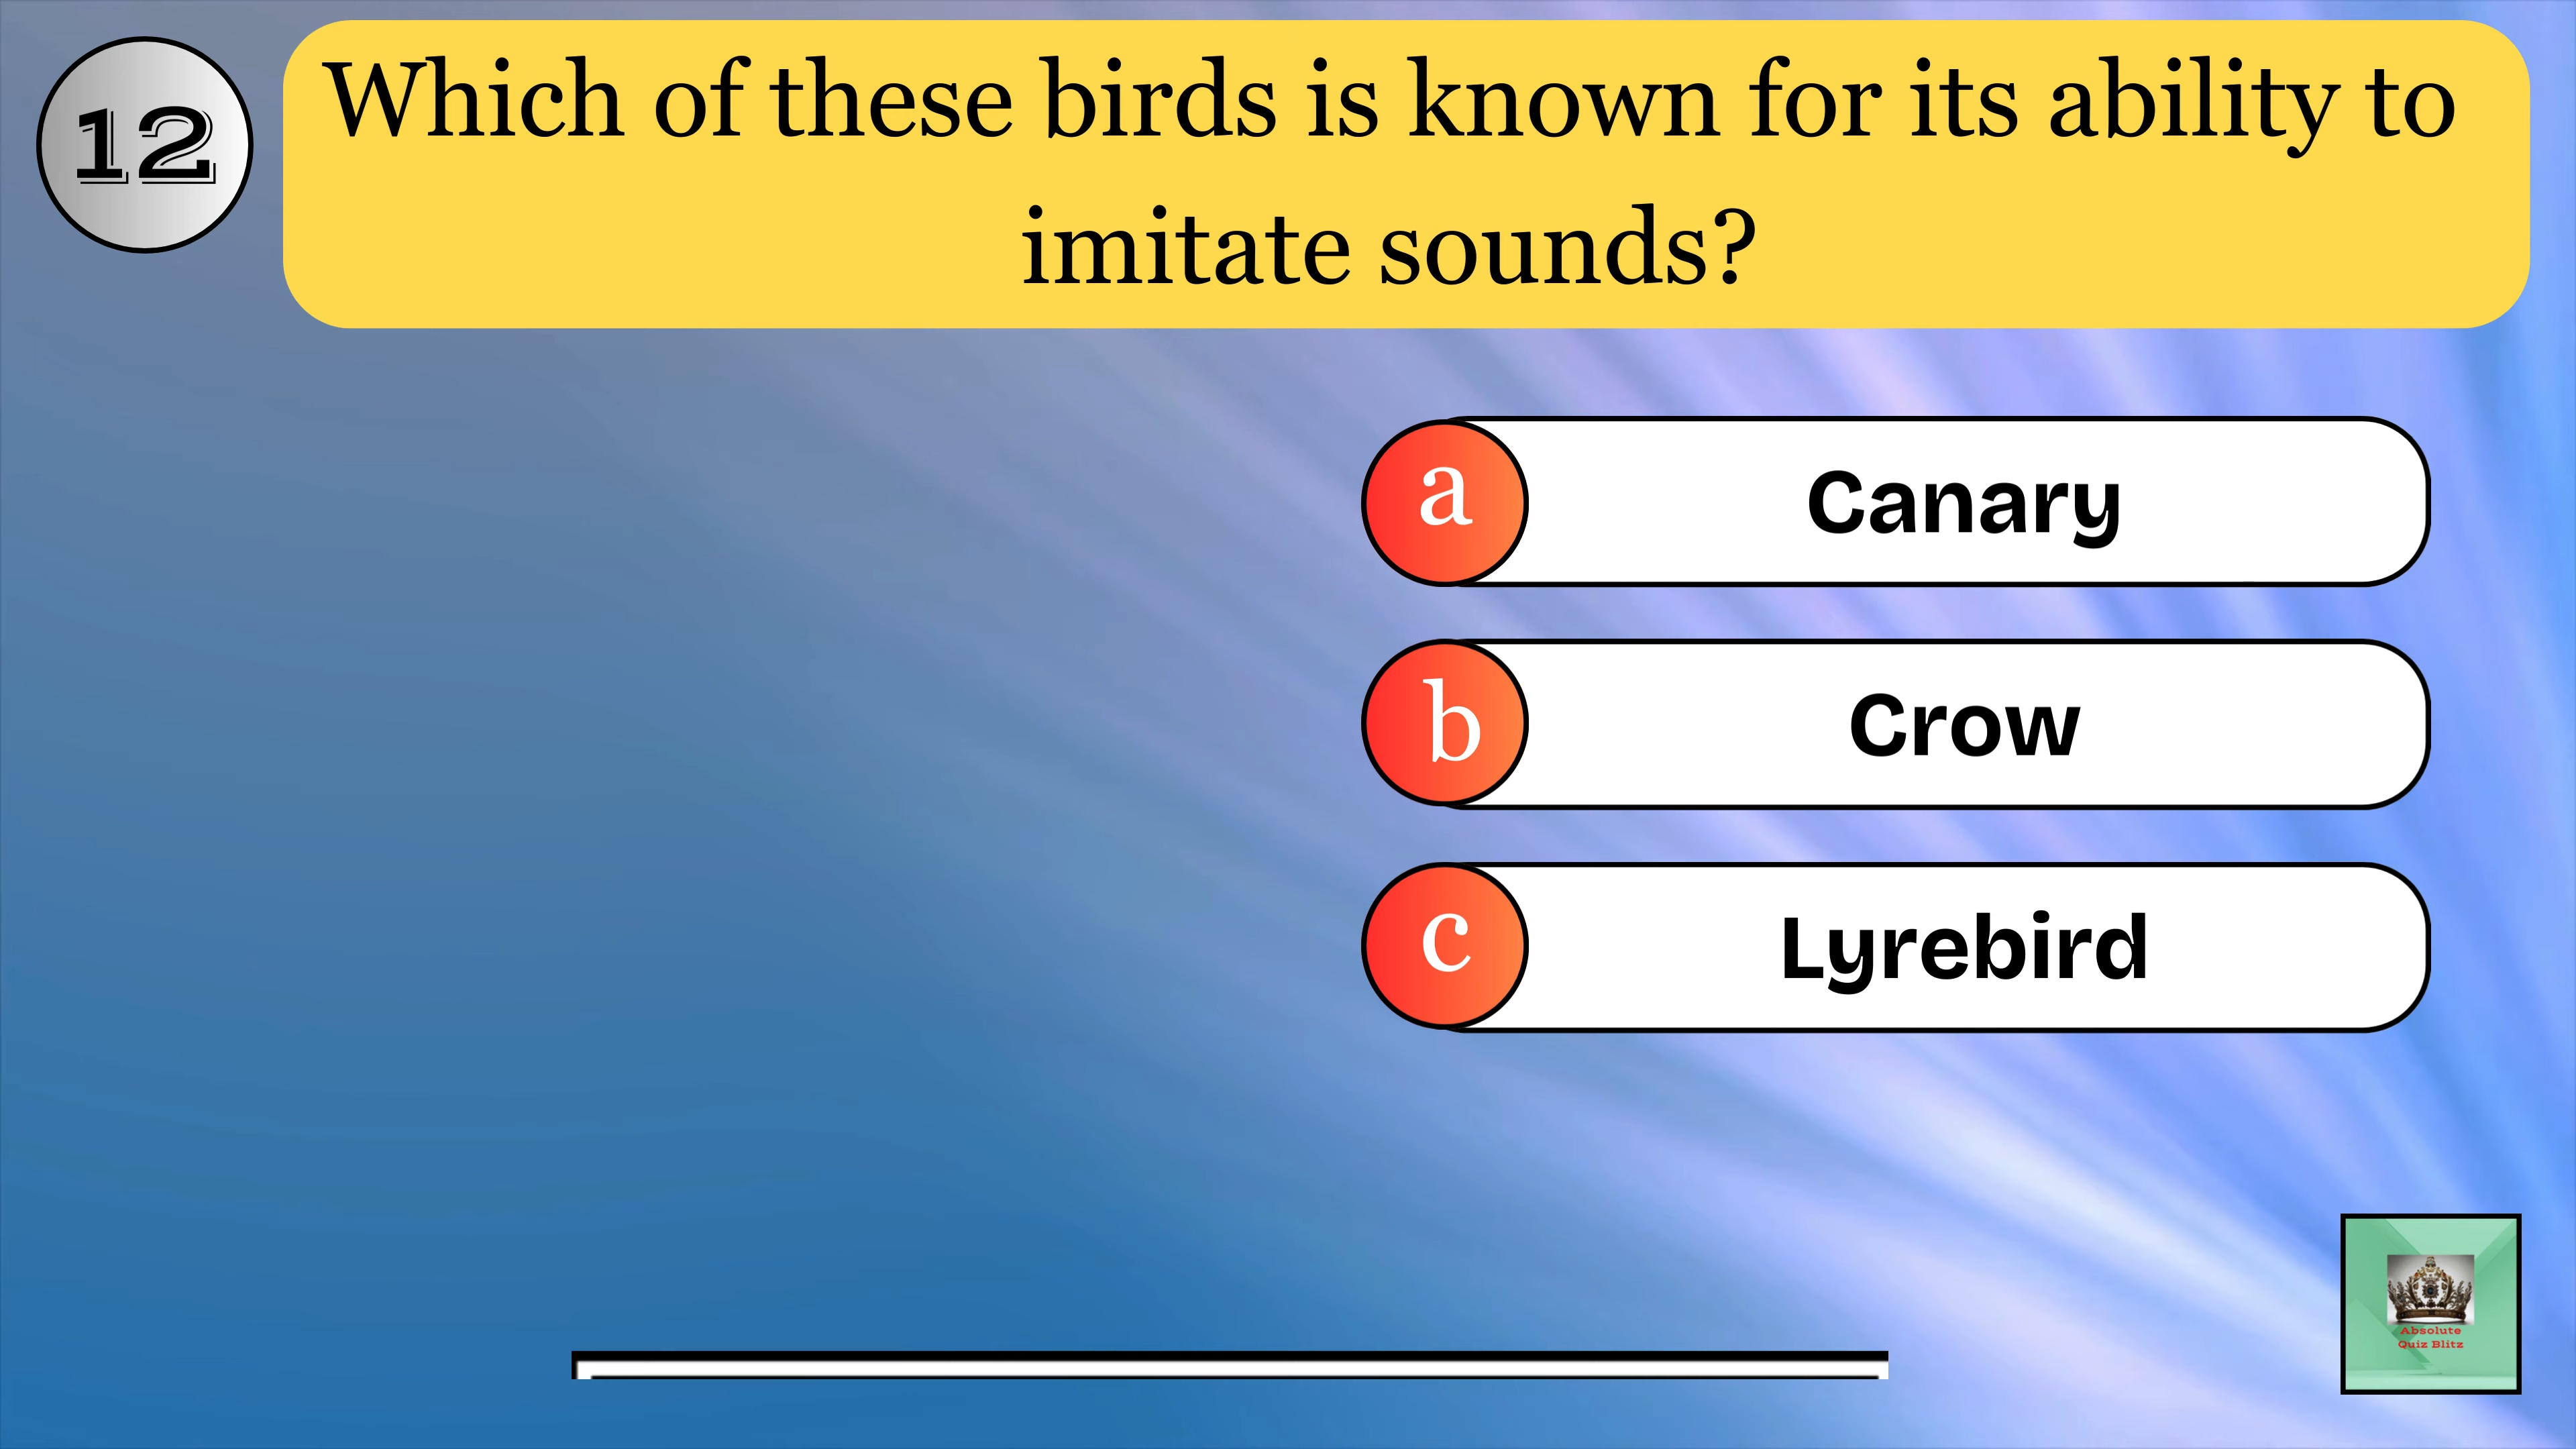 12
Which of these birds is known for its ability to
imitate sounds?
a
Canary
b
Crow
c
Lyrebird
Absolute
Quiz Blitz